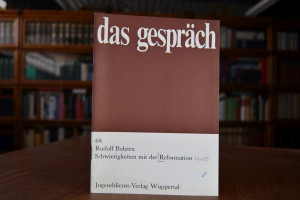 das gespräch
68
Rudolf Bohren
Schwierigkeiten mit der Reformation
Jugenddienst-Verlag Wuppertal